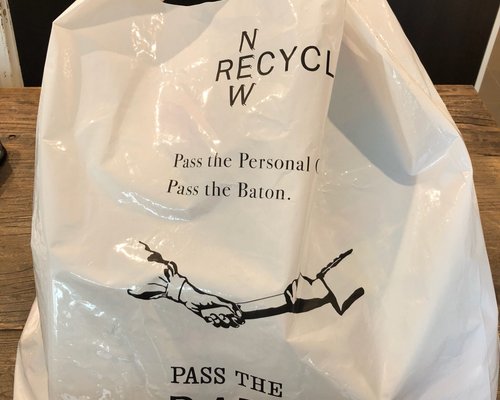 N
RECYCL
W
Pass the Personal (
Pass the Baton.
PASS THE